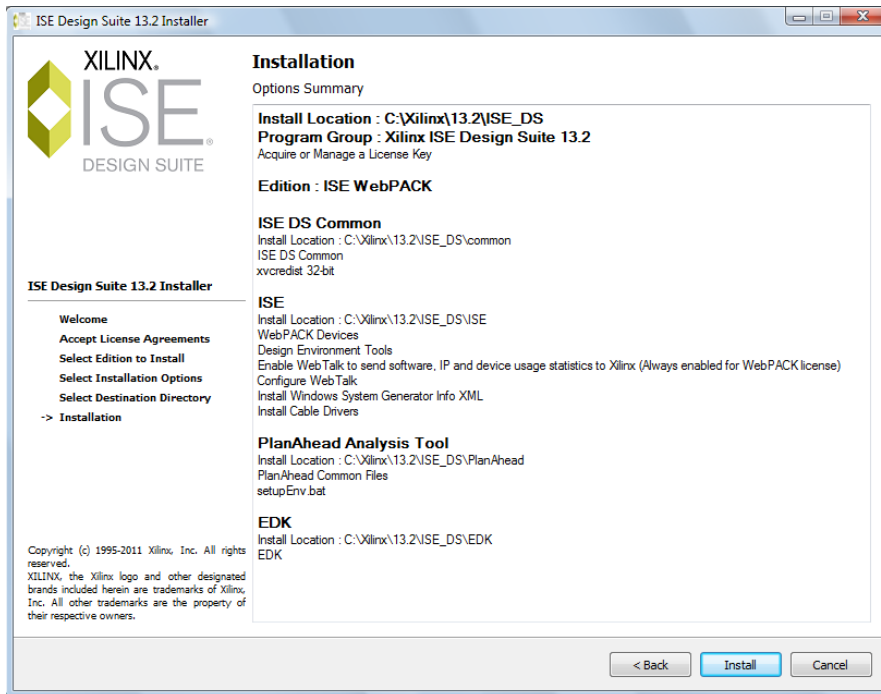 ISE Design Suite 13.2 Installer
XILINX®
ISE®
DESIGN SUITE
ISE Design Suite 13.2 Installer
Welcome
Accept License Agreements
Select Edition to Install
Select Installation Options
Select Destination Directory
-> Installation
Copyright (c) 1995-2011 Xilinx, Inc. All rights
reserved.
XILINX, the Xilinx logo and other designated
brands included herein are trademarks of Xilinx,
Inc. All other trademarks are the property of
their respective owners.
Installation
Options Summary
Install Location : C:\Xilinx\13.2\ISE_DS
Program Group : Xilinx ISE Design Suite 13.2
Acquire or Manage a License Key
Edition : ISE WebPACK
ISE DS Common
Install Location : C:\Xilinx\13.2\ISE_DS\common
ISE DS Common
xvcredist 32-bit
ISE
Install Location : C:\Xilinx\13.2\ISE_DS\ISE
WebPACK Devices
Design Environment Tools
Enable WebTalk to send software, IP and device usage statistics to Xilinx (Always enabled for WebPACK license)
Configure WebTalk
Install Windows System Generator Info XML
Install Cable Drivers
PlanAhead Analysis Tool
Install Location : C:\Xilinx\13.2\ISE_DS\PlanAhead
PlanAhead Common Files
setupEnv.bat
EDK
Install Location : C:\Xilinx\13.2\ISE_DS\EDK
EDK
< Back
Install
Cancel